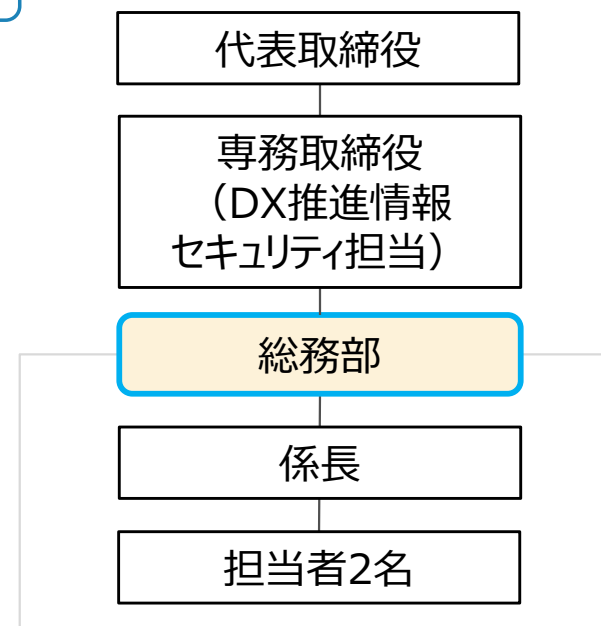 代表取締役
専務取締役
（DX推進情報
セキュリティ担当）
総務部
係長
担当者2名